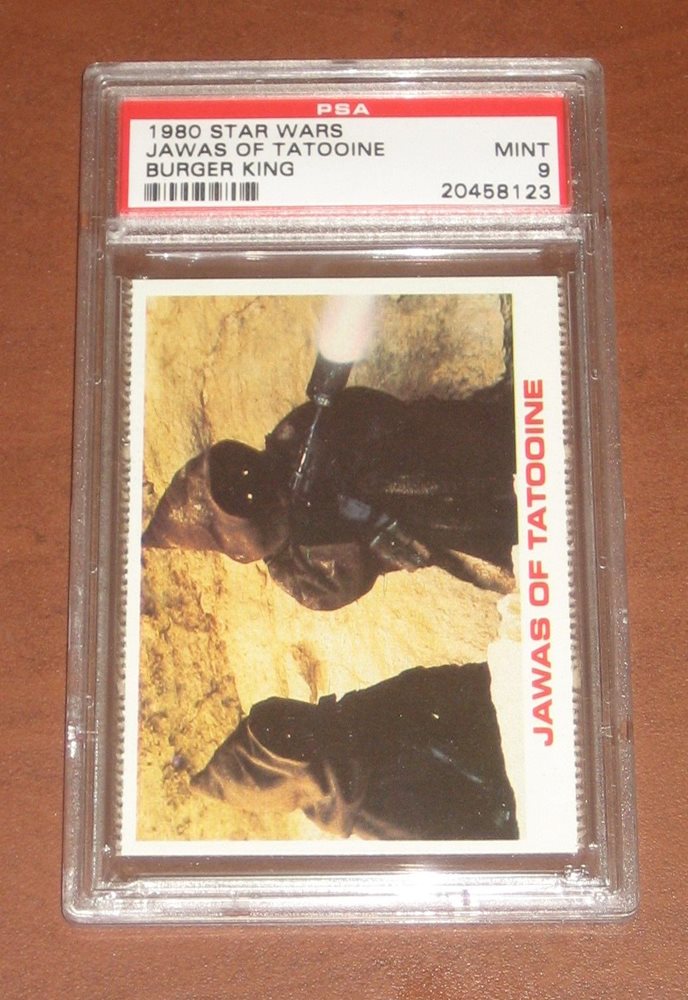 PSA
1980 STAR WARS
JAWAS OF TATOOINE MINT
BURGER KING 9
20458123
JAWAS OF TATOOINE